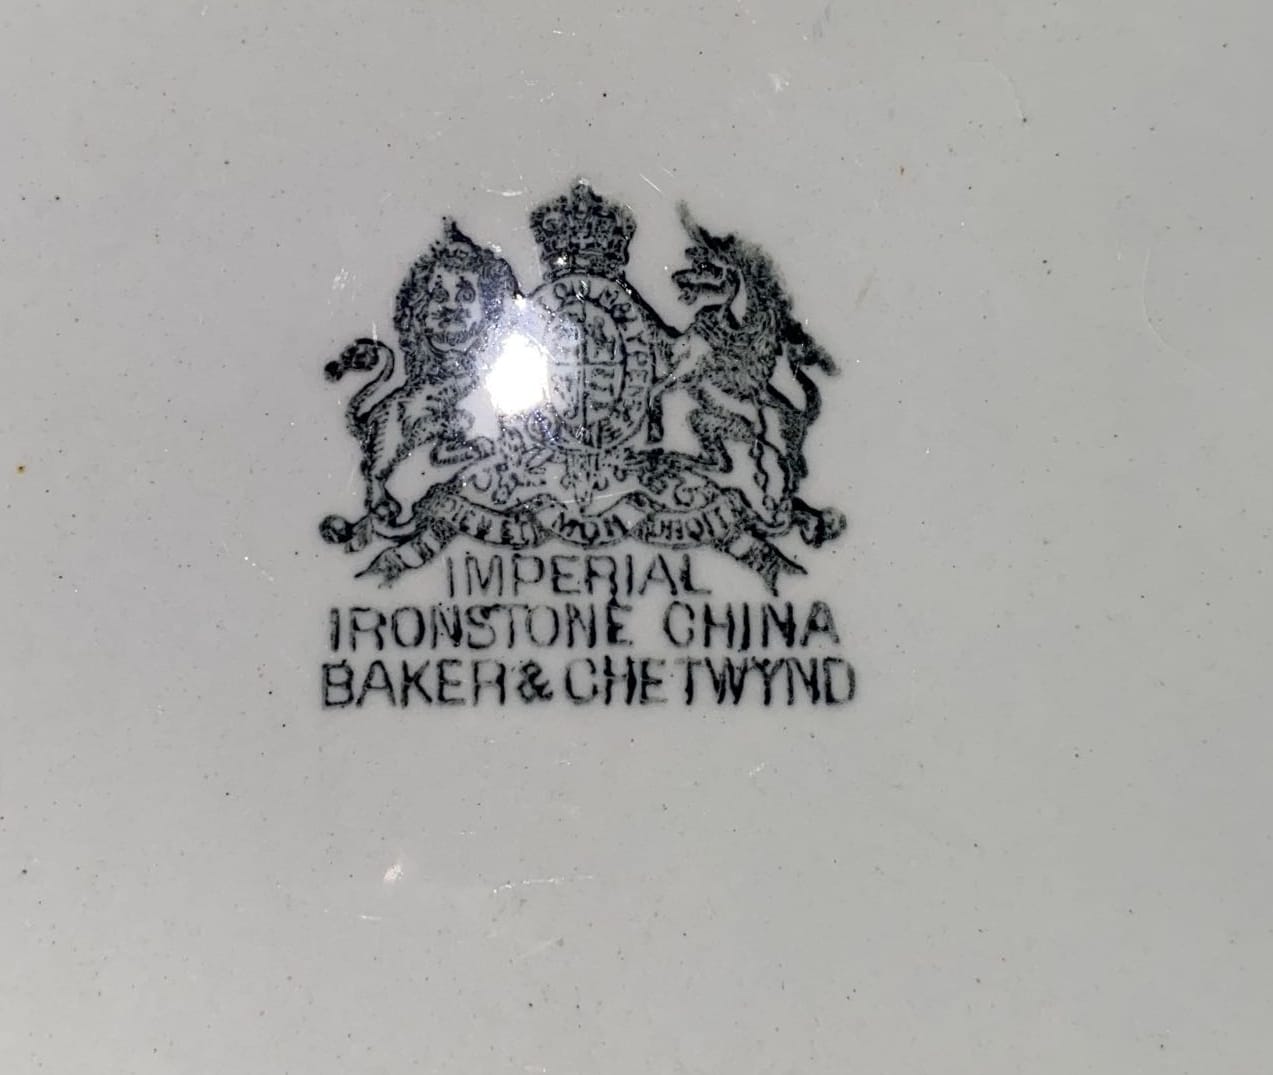 DIEU ET MON DROIT
IMPERIAL
IRONSTONE CHINA
BAKER & CHETWYND